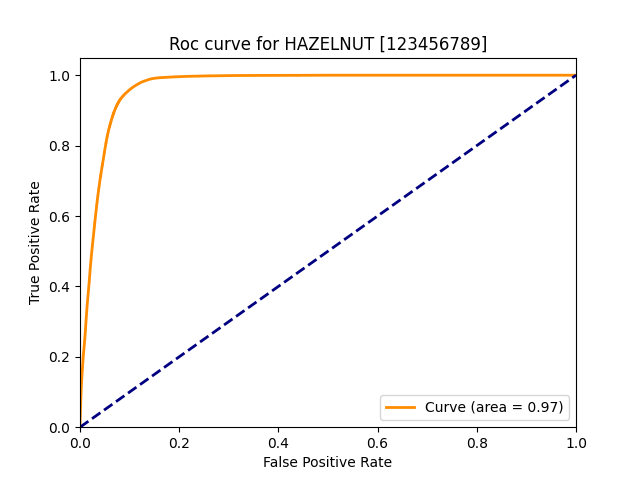 Roc curve for HAZELNUT [123456789]
True Positive Rate
1.0
0.8
0.6
0.4
0.2
0.0
Curve (area = 0.97)
0.0 0.2 0.4 0.6 0.8 1.0
False Positive Rate